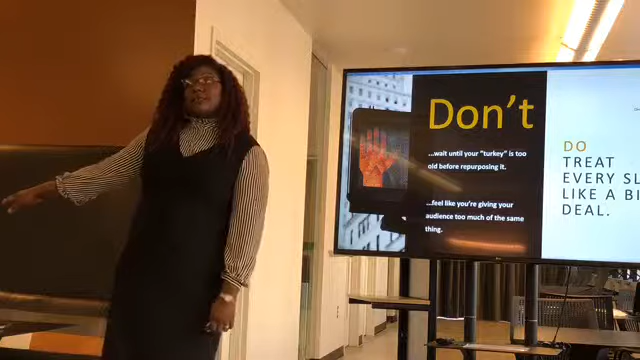 Don't
...wait until your "turkey" is too
old before repurposing it.
...feel like you're giving your
audience too much of the same
thing.
DO
TREAT
EVERY SL
LIKE A BI
DEAL.